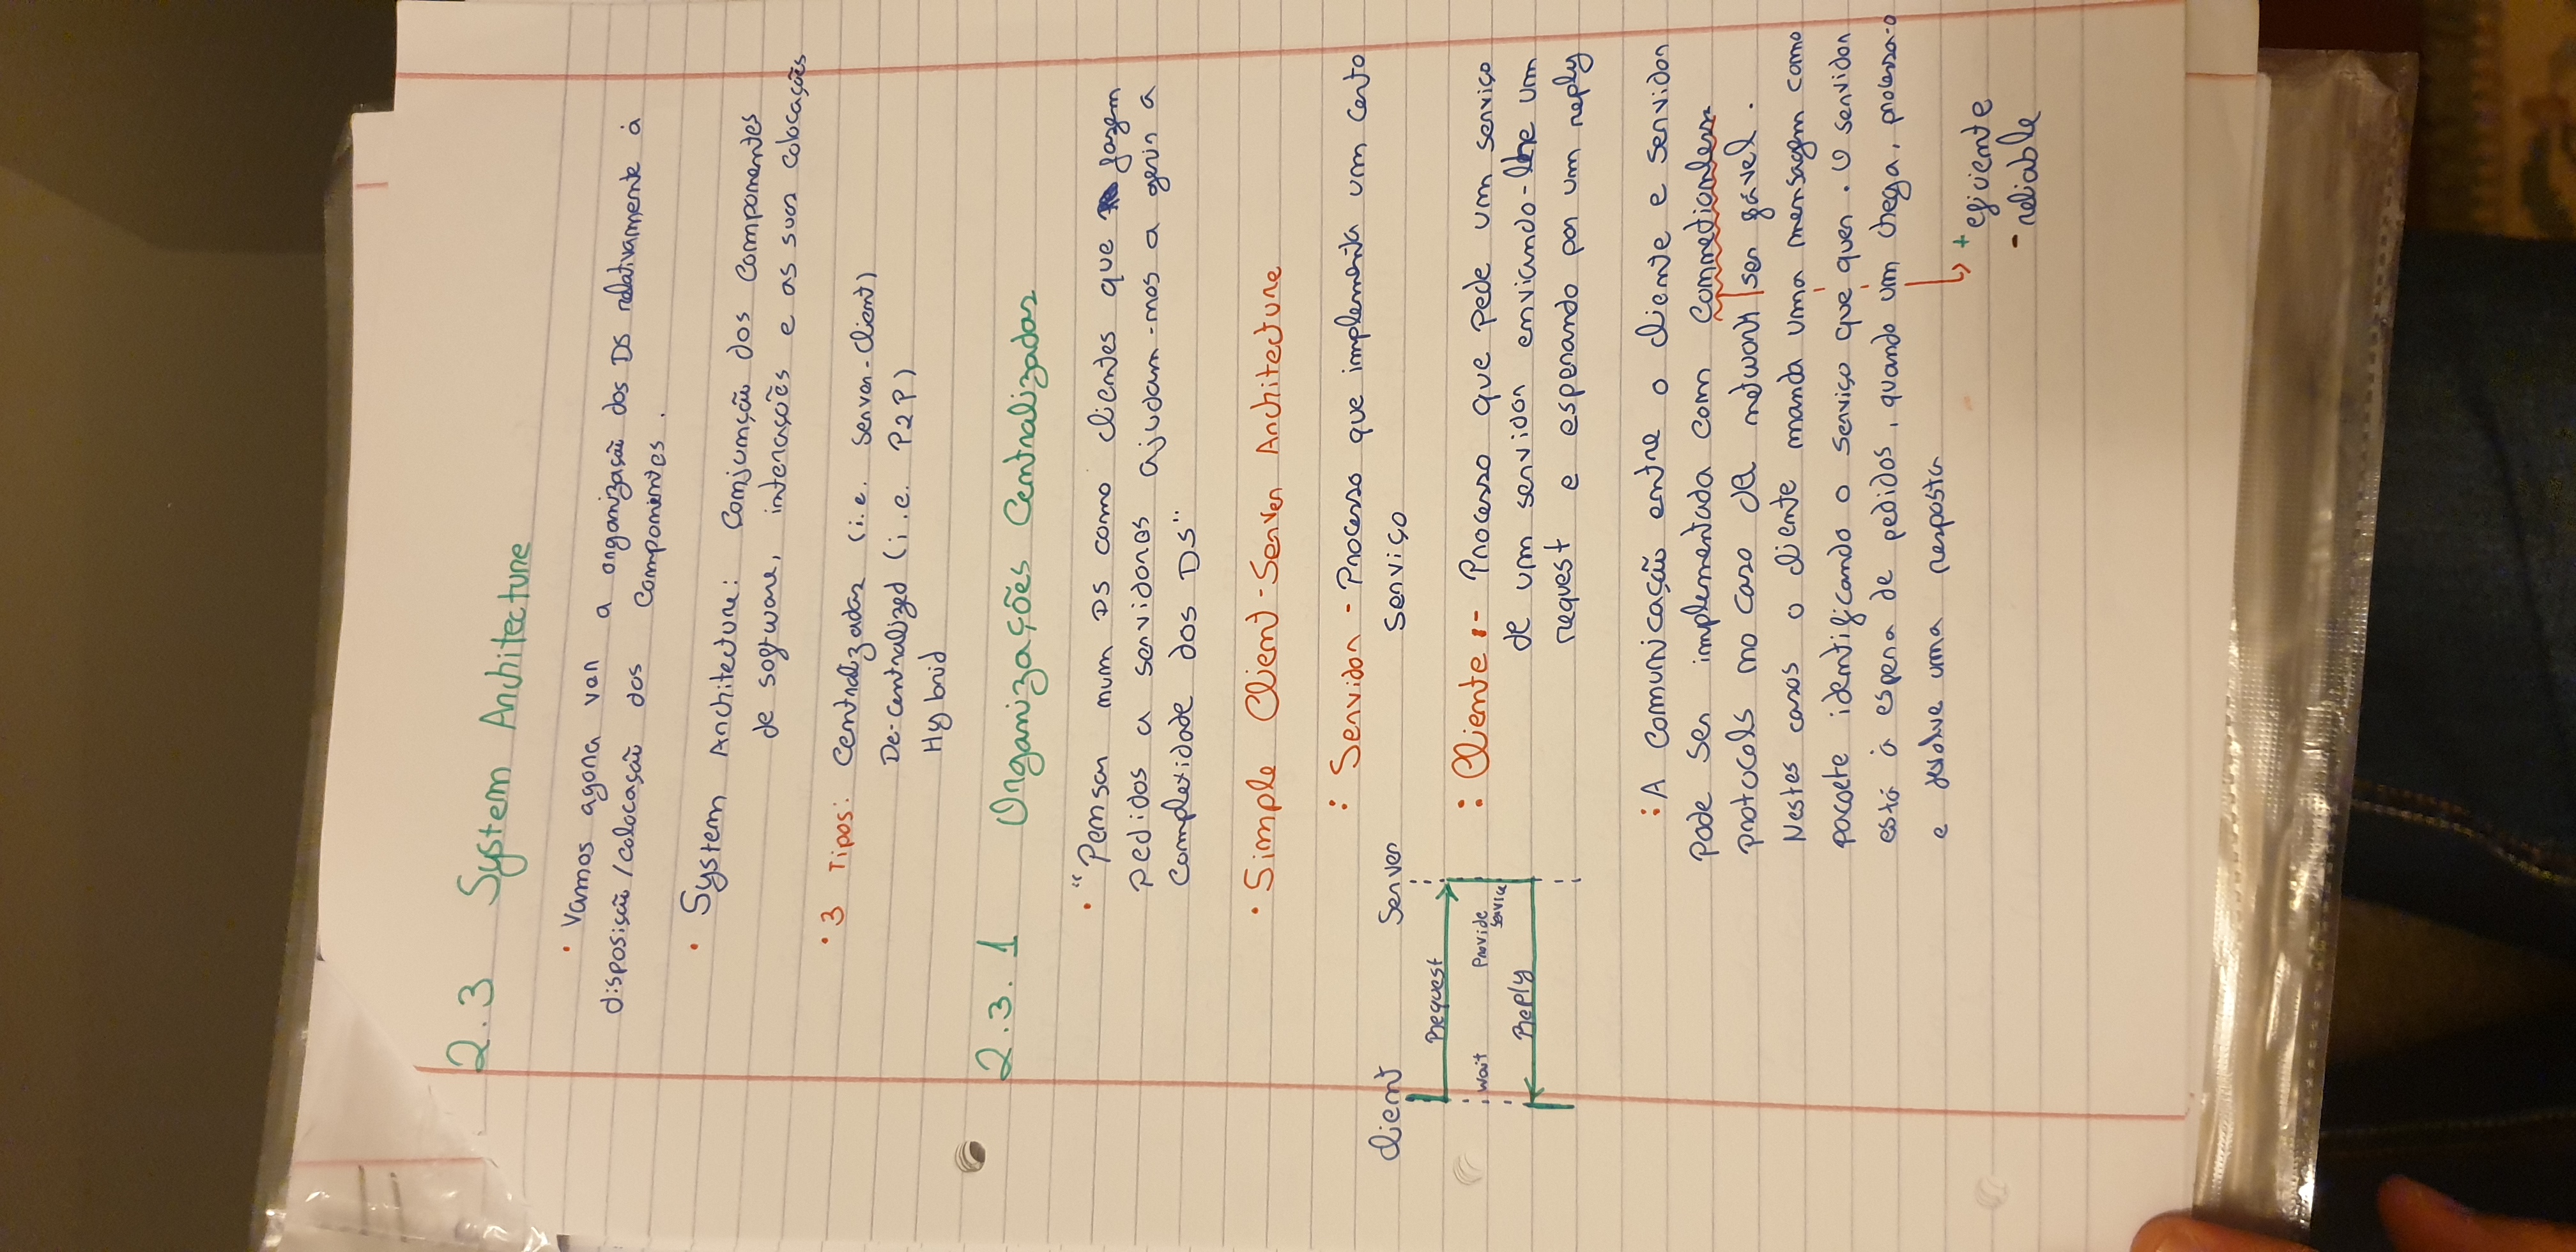 2.3 System Architecture
• Vamos agora ver a organização dos DS relativamente à
disposição/colocação dos componentes.
• System Architecture: Conjunção dos componentes
de software, interações e as suas colocações
• 3 Tipos: Centralizadas (i.e. Server-Client)
De-centralized (i.e. P2P)
Hybrid
2.3.1 Organizações Centralizadas
• "Pensar num DS como clientes que fazem
pedidos a servidores ajudam-nos a gerir a
complexidade dos DS"
• Simple Client-Server Architecture
: Servidor - Processo que implementa um certo
serviço
Client Server
Request
wait Provide
service
Reply
: Cliente :- Processo que pede um serviço
de um servidor enviando-lhe um
request e esperando por um reply
: A comunicação entre o cliente e servidor
pode ser implementada com Connectionless
protocols no caso da network ser fável.
Nestes casos o cliente manda uma mensagem como
pacoete identificando o serviço que quer. O servidor
está à espera de pedidos, quando um chega, processa-o
e devolve uma resposta
+ eficiente
- reliable